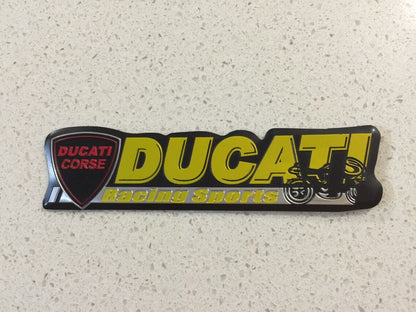 DUCATI
CORSE
DUCATI
Racing Sports